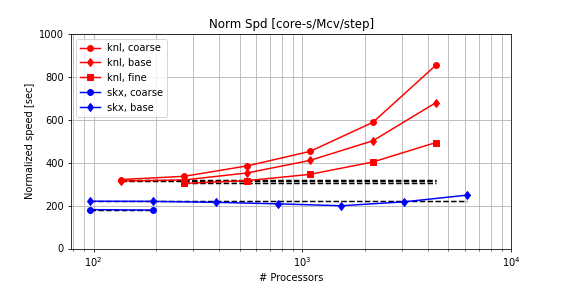 Norm Spd [core-s/Mcv/step]
1000
800
600
400
200
0
Normalized speed [sec]
knl, coarse
knl, base
knl, fine
skx, coarse
skx, base
10²
10³
10⁴
# Processors